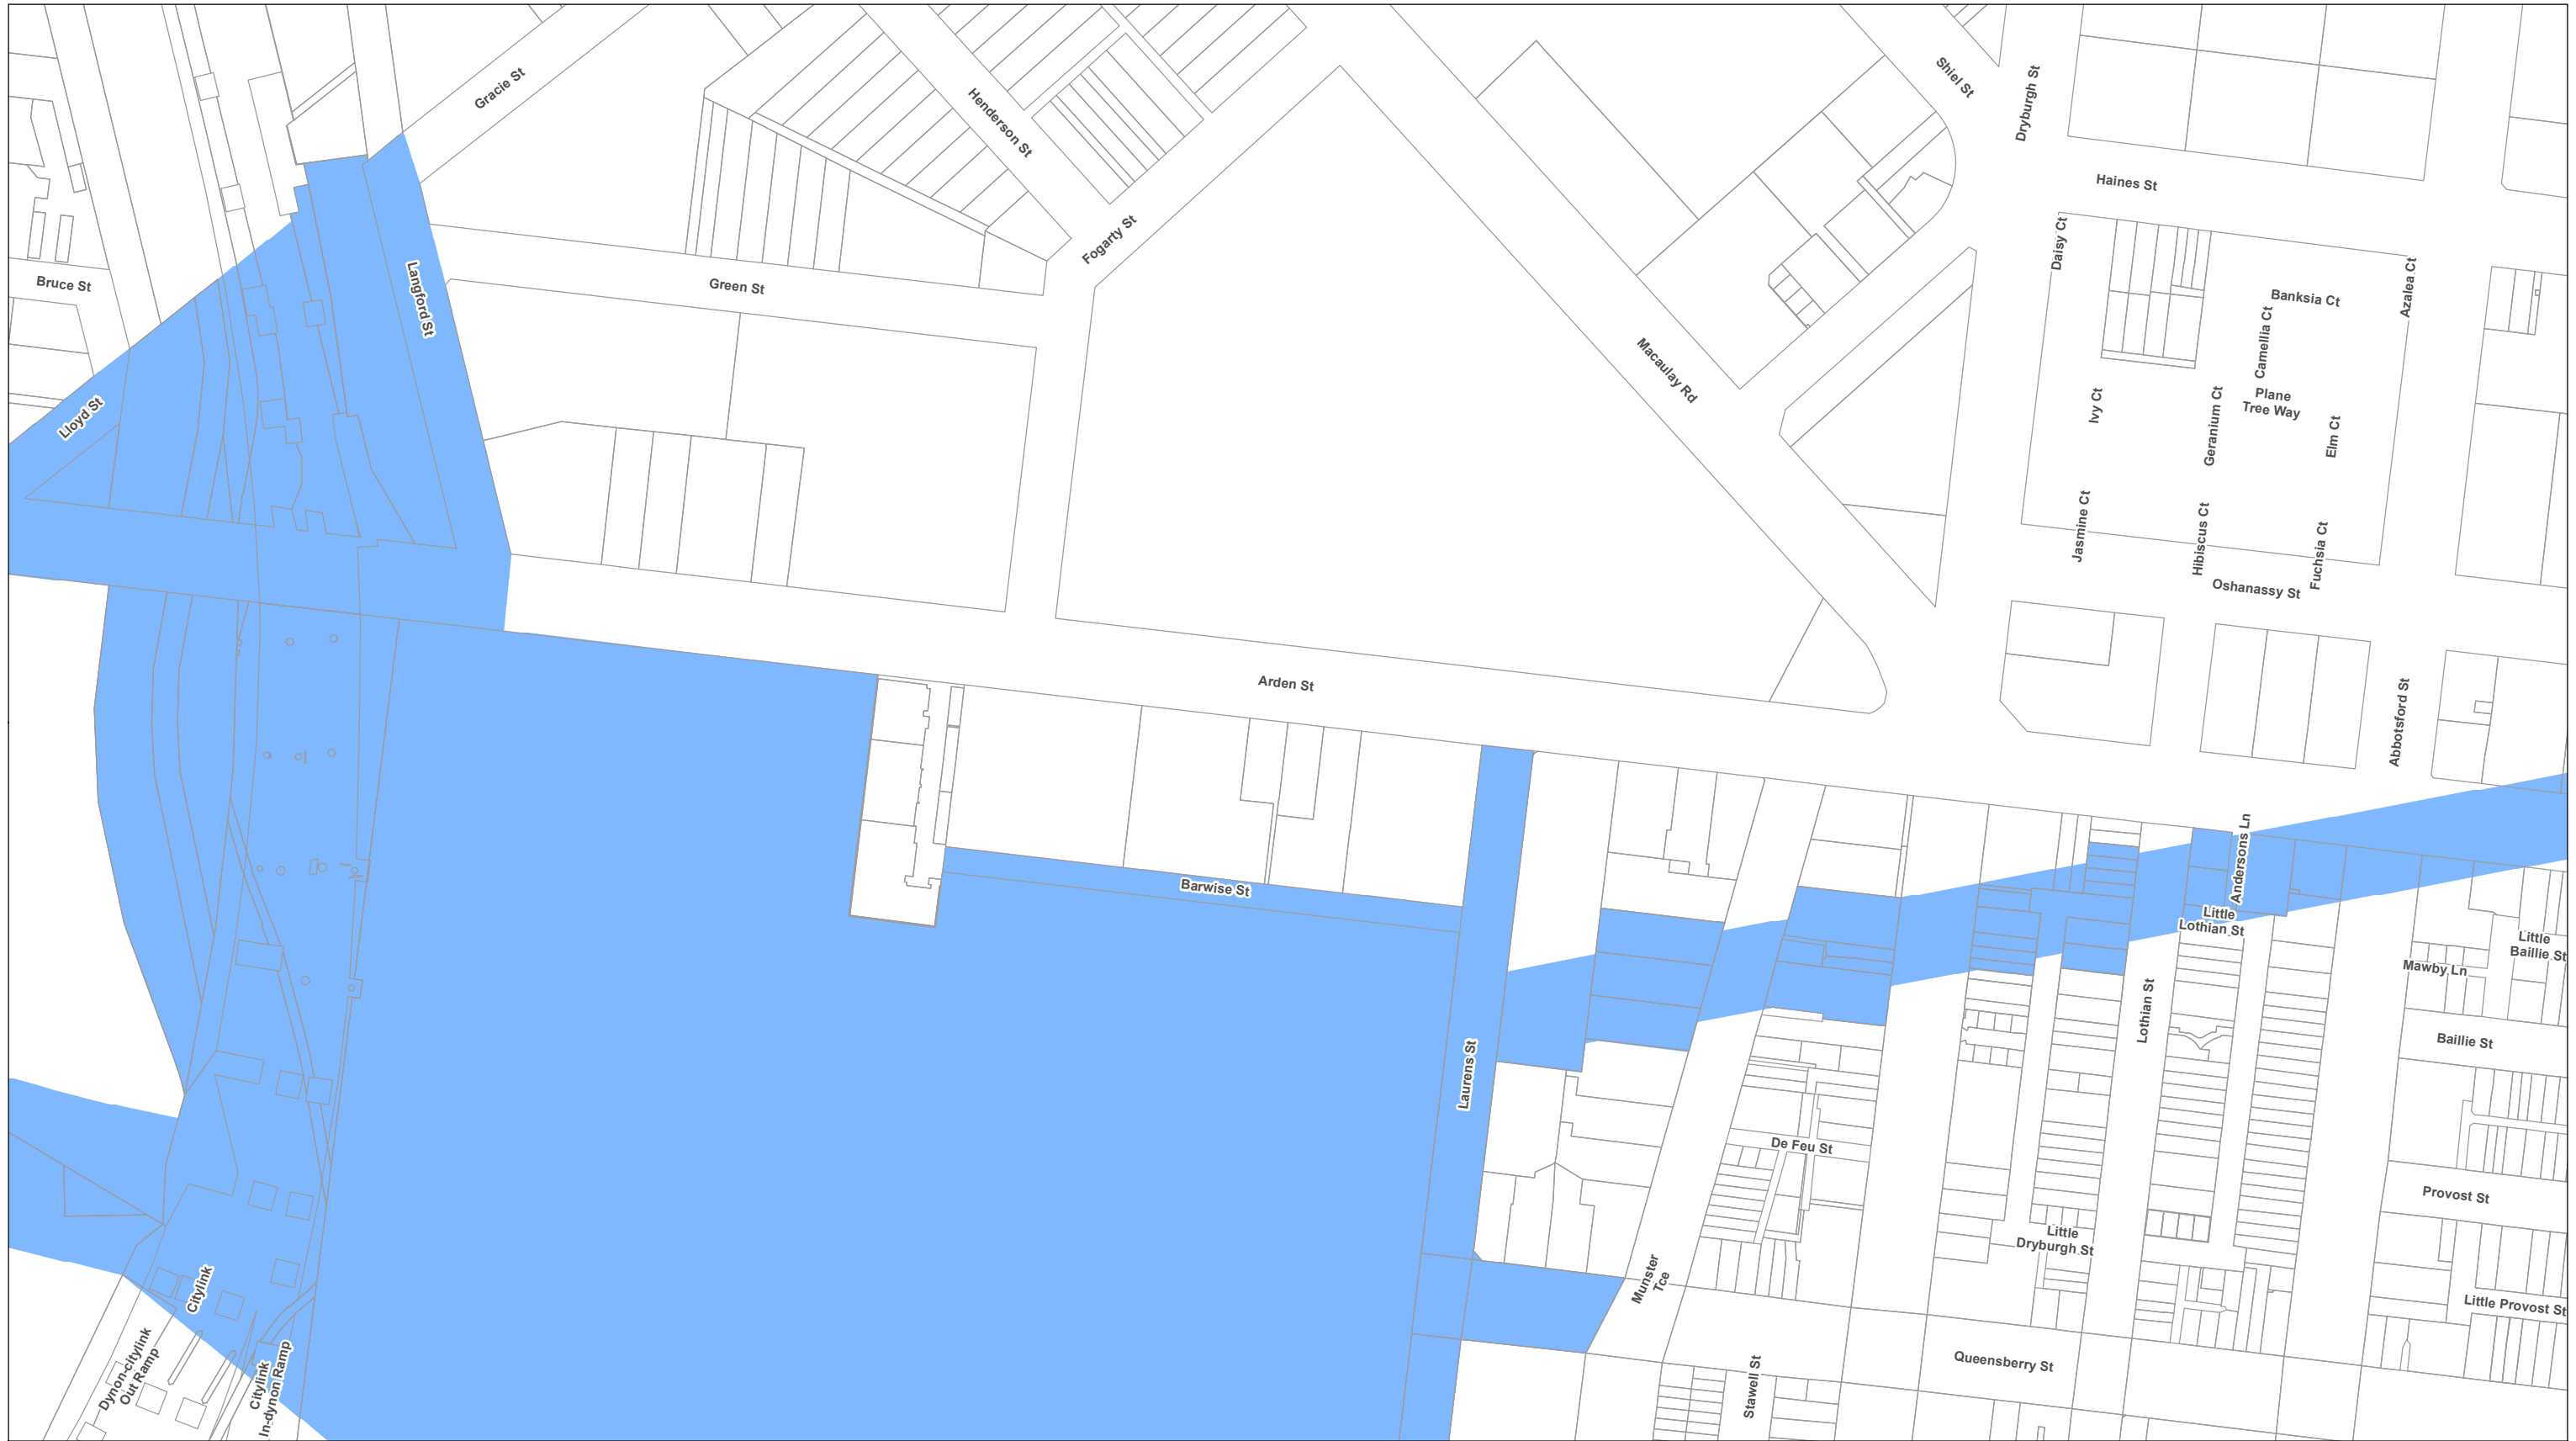 Gracie St
Henderson St
Shiel St
Dryburgh St
Haines St
Fogarty St
Daisy Ct
Azalea Ct
Bruce St
Langford St
Green St
Banksia Ct
Camellia Ct
Macaulay Rd
Lloyd St
Ivy Ct
Geranium Ct
Plane
Tree Way
Elm Ct
Jasmine Ct
Hibiscus Ct
Fuchsia Ct
Oshanassy St
Arden St
Abbotsford St
Barwise St
Andersons Ln
Little
Lothian St
Little
Baillie St
Mawby Ln
Lothian St
Baillie St
Laurens St
De Feu St
Provost St
Little
Dryburgh St
Munster
Tce
Little Provost St
Citylink
Dynon-citylink
Out Ramp
Citylink
In-dynon Ramp
Queensberry St
Stawell St